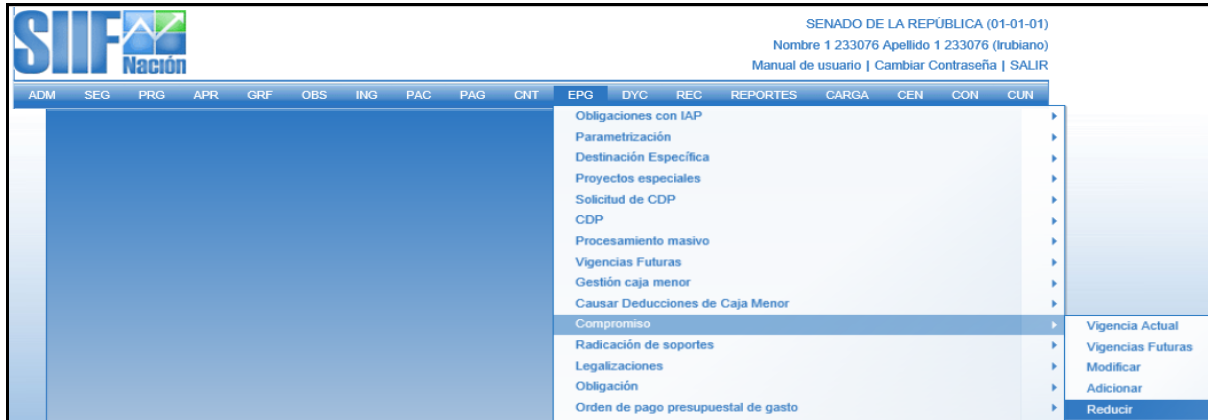 SIIF Nación
SENADO DE LA REPÚBLICA (01-01-01)
Nombre 1 233076 Apellido 1 233076 (Irubiano)
Manual de usuario | Cambiar Contraseña | SALIR
ADM SEG PRG APR GRF OBS ING PAC PAG CNT EPG DYC REC REPORTES CARGA CEN CON CUN
Obligaciones con IAP
Parametrización
Destinación Específica
Proyectos especiales
Solicitud de CDP
CDP
Procesamiento masivo
Vigencias Futuras
Gestión caja menor
Causar Deducciones de Caja Menor
Compromiso
Radicación de soportes
Legalizaciones
Obligación
Orden de pago presupuestal de gasto
Vigencia Actual
Vigencias Futuras
Modificar
Adicionar
Reducir